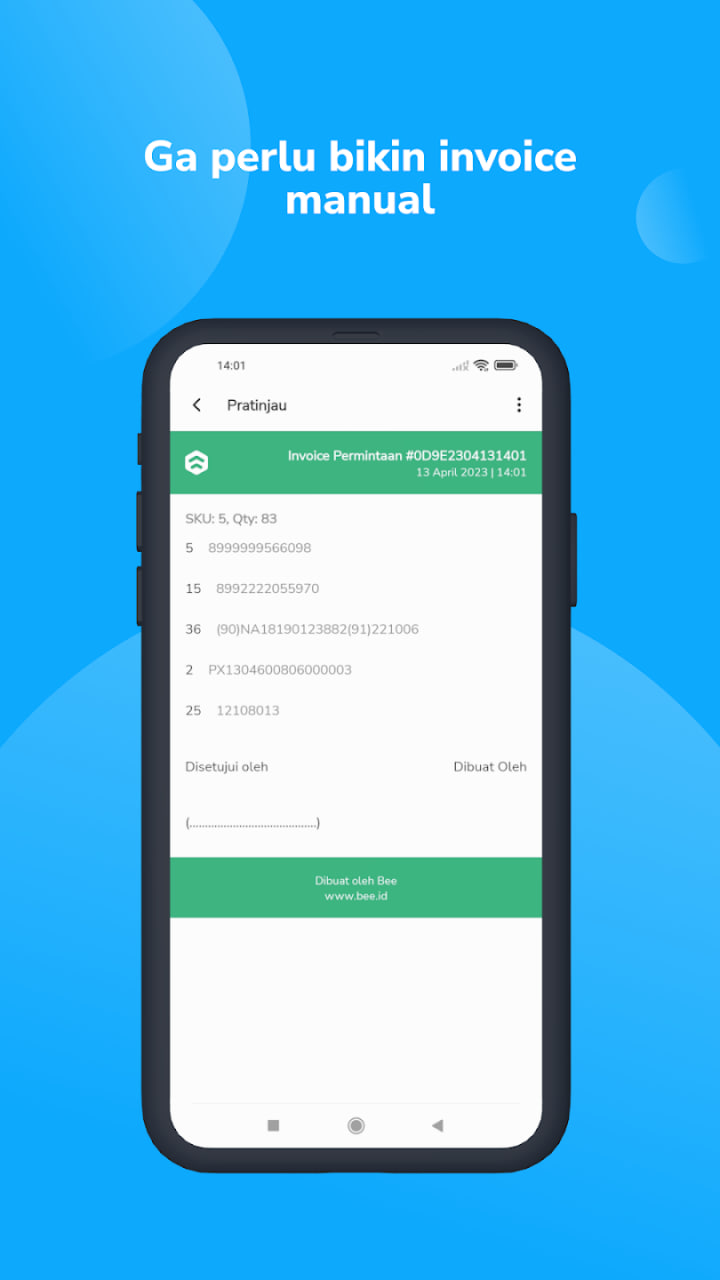 Ga perlu bikin invoice
manual
14:01
Pratinjau
Invoice Permintaan #0D9E2304131401
13 April 2023 | 14:01
SKU: 5, Qty: 83
5 8999999566098
15 8992222055970
36 (90)NA18190123882(91)221006
2 PX1304600806000003
25 12108013
Disetujui oleh Dibuat Oleh
(..........................................)
Dibuat oleh Bee
www.bee.id